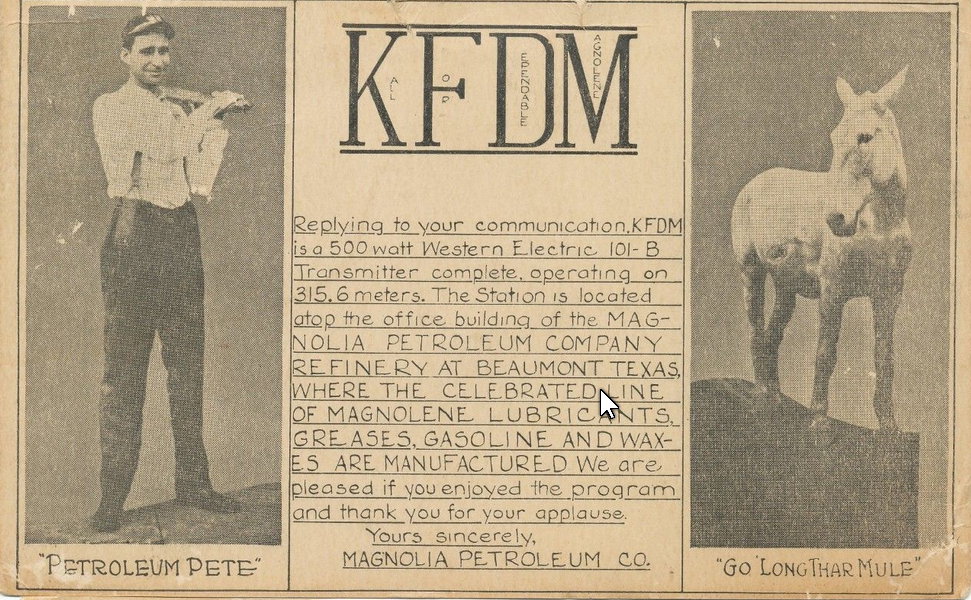 KFDM
ALL
OF
EPENDABLE
AGNOLENE
Replying to your communication, KFDM
is a 500 watt Western Electric 101-B
Transmitter complete, operating on
315.6 meters. The Station is located
atop the office building of the MAG-
NOLIA PETROLEUM COMPANY
REFINERY AT BEAUMONT TEXAS,
WHERE THE CELEBRATED LINE
OF MAGNOLENE LUBRICANTS,
GREASES, GASOLINE AND WAX-
ES ARE MANUFACTURED We are
pleased if you enjoyed the program
and thank you for your applause.
Yours sincerely,
MAGNOLIA PETROLEUM CO.
"PETROLEUM PETE"
"GO 'LONG THAR MULE"